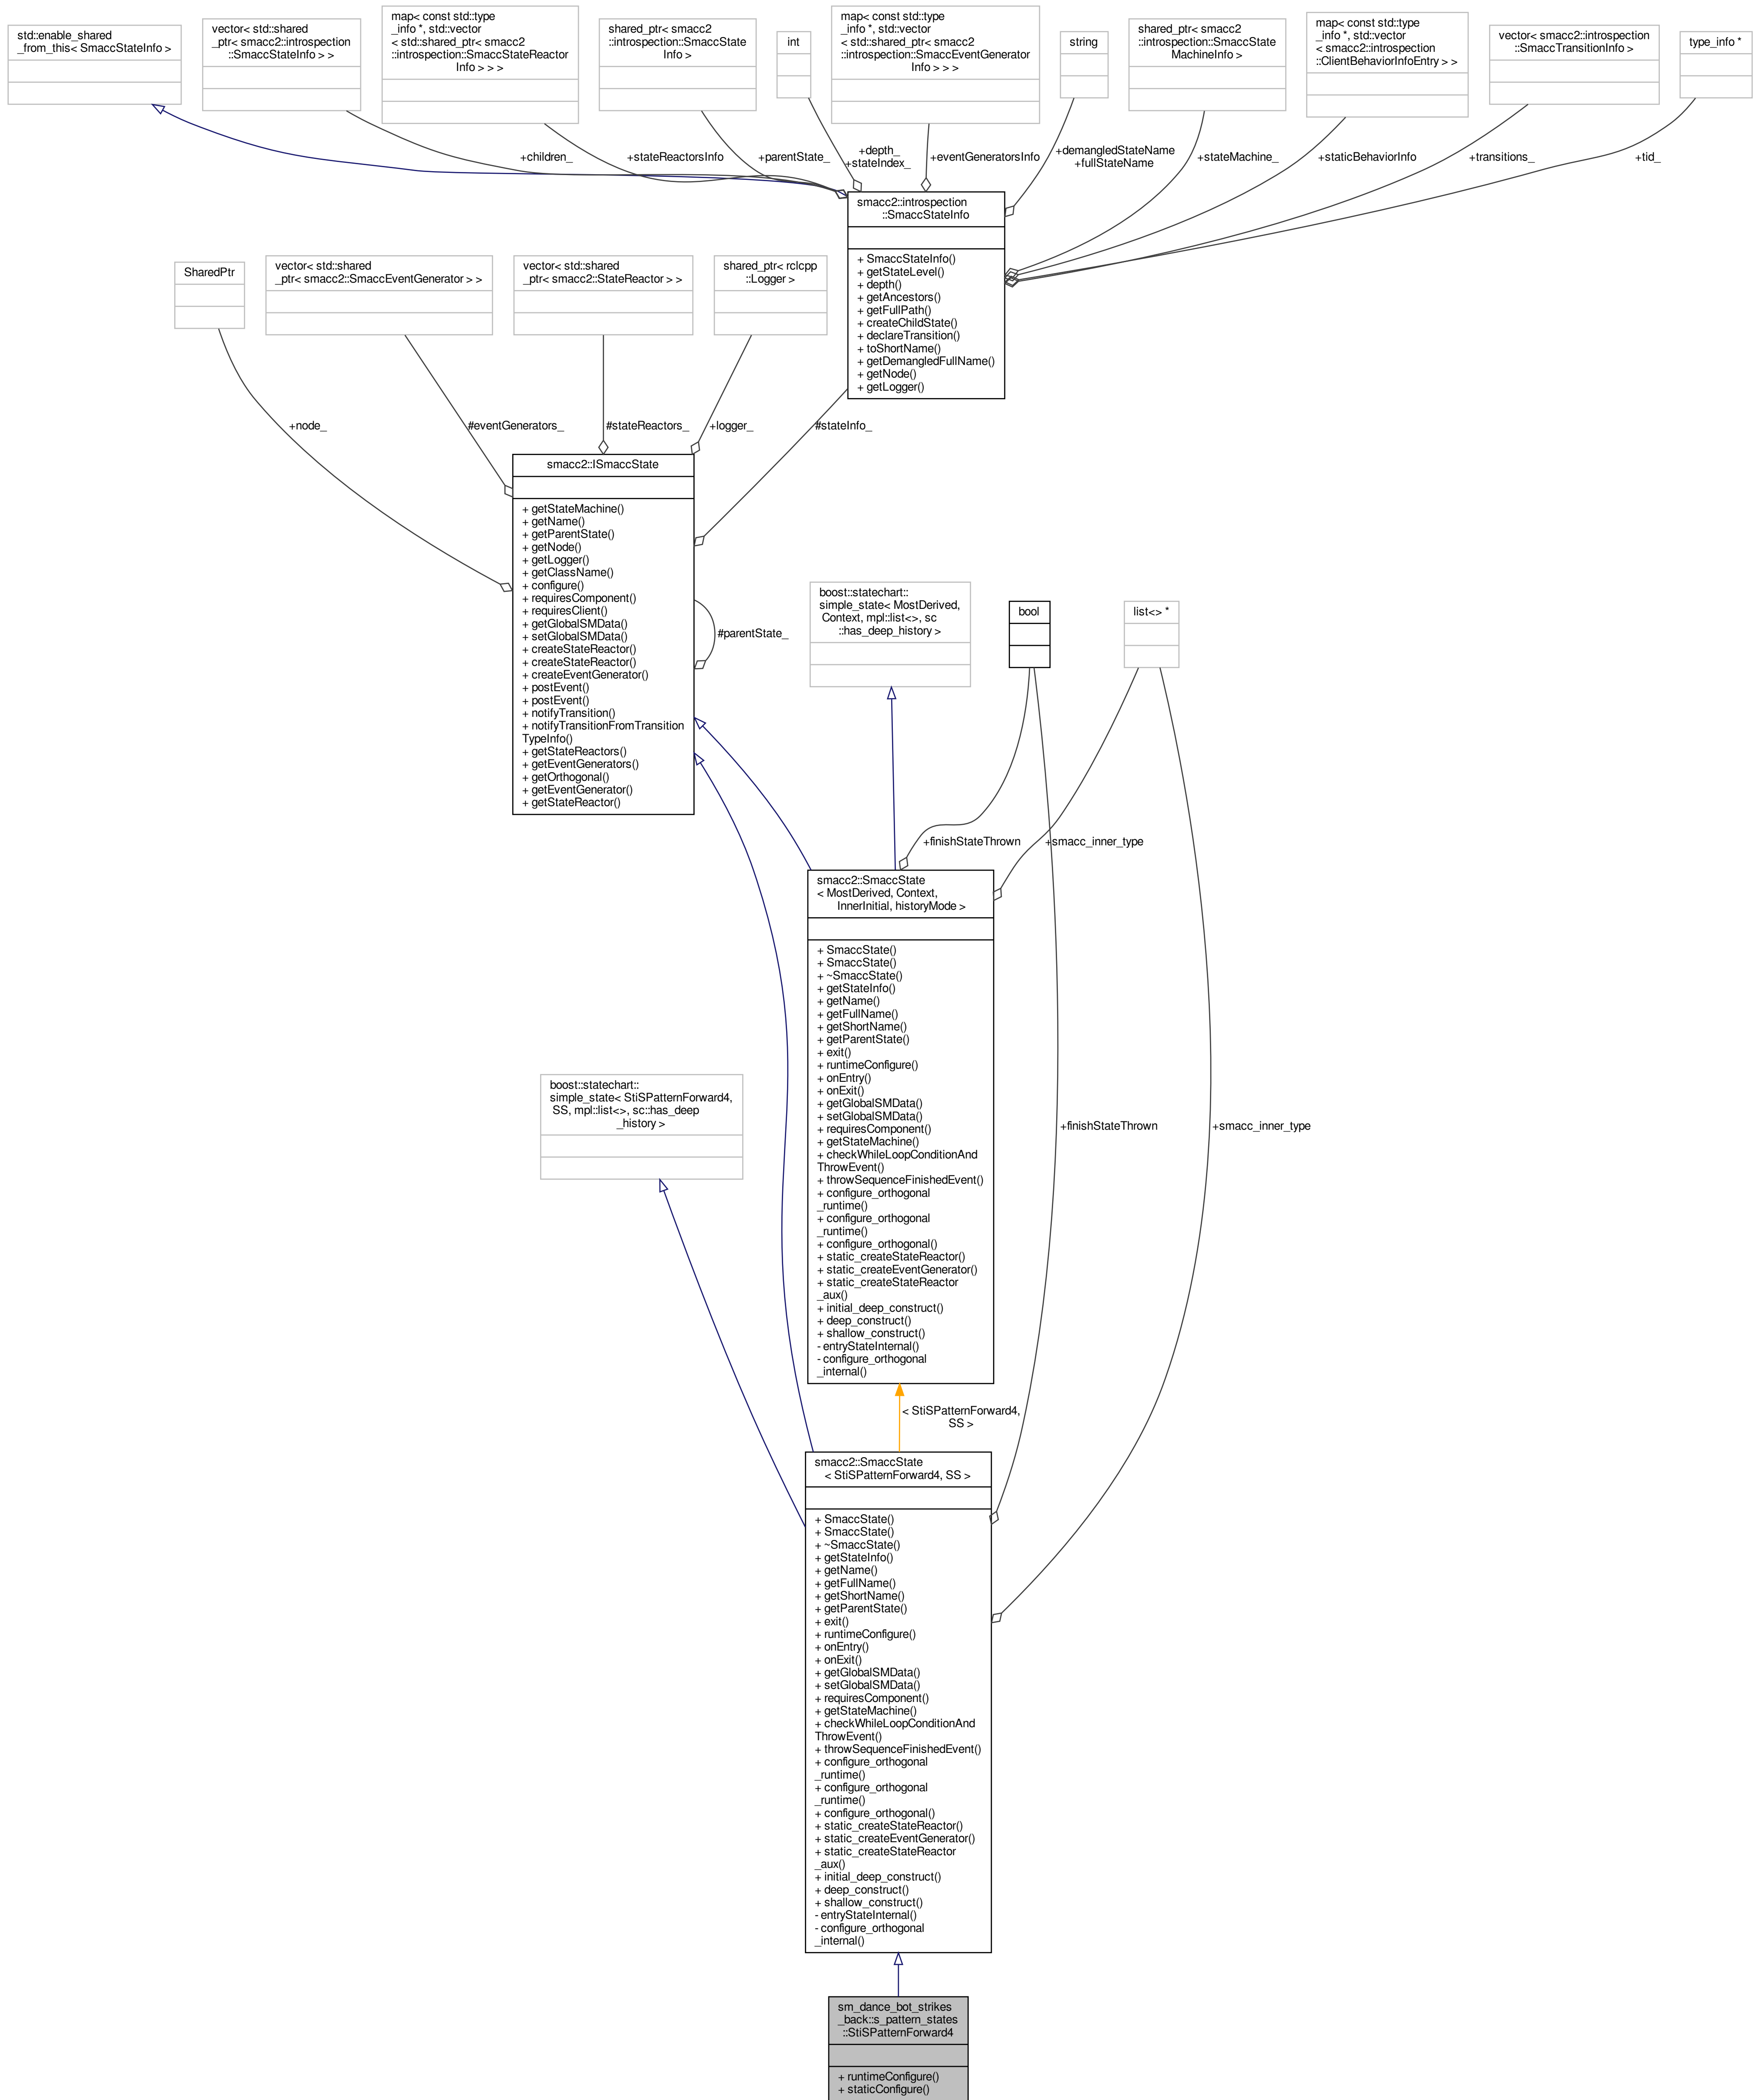 std::enable_shared
_from_this< SmaccStateInfo >
vector< std::shared
_ptr< smacc2::introspection
::SmaccStateInfo > >
map< const std::type
_info *, std::vector
< std::shared_ptr< smacc2
::introspection::SmaccStateReactor
Info > > >
shared_ptr< smacc2
::introspection::SmaccState
Info >
int
map< const std::type
_info *, std::vector
< std::shared_ptr< smacc2
::introspection::SmaccEventGenerator
Info > > >
string
shared_ptr< smacc2
::introspection::SmaccState
MachineInfo >
map< const std::type
_info *, std::vector
< smacc2::introspection
::ClientBehaviorInfoEntry > >
vector< smacc2::introspection
::SmaccTransitionInfo >
type_info *
+children_
+stateReactorsInfo
+parentState_
+depth_
+stateIndex_
+eventGeneratorsInfo
+demangledStateName
+fullStateName
+stateMachine_
+staticBehaviorInfo
+transitions_
+tid_
smacc2::introspection
::SmaccStateInfo
+ SmaccStateInfo()
+ getStateLevel()
+ depth()
+ getAncestors()
+ getFullPath()
+ createChildState()
+ declareTransition()
+ toShortName()
+ getDemangledFullName()
+ getNode()
+ getLogger()
SharedPtr
vector< std::shared
_ptr< smacc2::SmaccEventGenerator > >
vector< std::shared
_ptr< smacc2::StateReactor > >
shared_ptr< rclcpp
::Logger >
+node_
#eventGenerators_
#stateReactors_
+logger_
#stateInfo_
smacc2::ISmaccState
+ getStateMachine()
+ getName()
+ getParentState()
+ getNode()
+ getLogger()
+ getClassName()
+ configure()
+ requiresComponent()
+ requiresClient()
+ getGlobalSMData()
+ setGlobalSMData()
+ createStateReactor()
+ createStateReactor()
+ createEventGenerator()
+ postEvent()
+ postEvent()
+ notifyTransition()
+ notifyTransitionFromTransition
TypeInfo()
+ getStateReactors()
+ getEventGenerators()
+ getOrthogonal()
+ getEventGenerator()
+ getStateReactor()
#parentState_
boost::statechart::
simple_state< MostDerived,
Context, mpl::list<>, sc
::has_deep_history >
bool
list<> *
+finishStateThrown
+smacc_inner_type
smacc2::SmaccState
< MostDerived, Context,
InnerInitial, historyMode >
+ SmaccState()
+ SmaccState()
+ ~SmaccState()
+ getStateInfo()
+ getName()
+ getFullName()
+ getShortName()
+ getParentState()
+ exit()
+ runtimeConfigure()
+ onEntry()
+ onExit()
+ getGlobalSMData()
+ setGlobalSMData()
+ requiresComponent()
+ getStateMachine()
+ checkWhileLoopConditionAnd
ThrowEvent()
+ throwSequenceFinishedEvent()
+ configure_orthogonal
_runtime()
+ configure_orthogonal
_runtime()
+ configure_orthogonal()
+ static_createStateReactor()
+ static_createEventGenerator()
+ static_createStateReactor
_aux()
+ initial_deep_construct()
+ deep_construct()
+ shallow_construct()
- entryStateInternal()
- configure_orthogonal
_internal()
boost::statechart::
simple_state< StiSPatternForward4,
SS, mpl::list<>, sc::has_deep
_history >
+finishStateThrown
+smacc_inner_type
< StiSPatternForward4,
SS >
smacc2::SmaccState
< StiSPatternForward4, SS >
+ SmaccState()
+ SmaccState()
+ ~SmaccState()
+ getStateInfo()
+ getName()
+ getFullName()
+ getShortName()
+ getParentState()
+ exit()
+ runtimeConfigure()
+ onEntry()
+ onExit()
+ getGlobalSMData()
+ setGlobalSMData()
+ requiresComponent()
+ getStateMachine()
+ checkWhileLoopConditionAnd
ThrowEvent()
+ throwSequenceFinishedEvent()
+ configure_orthogonal
_runtime()
+ configure_orthogonal
_runtime()
+ configure_orthogonal()
+ static_createStateReactor()
+ static_createEventGenerator()
+ static_createStateReactor
_aux()
+ initial_deep_construct()
+ deep_construct()
+ shallow_construct()
- entryStateInternal()
- configure_orthogonal
_internal()
sm_dance_bot_strikes
_back::s_pattern_states
::StiSPatternForward4
+ runtimeConfigure()
+ staticConfigure()